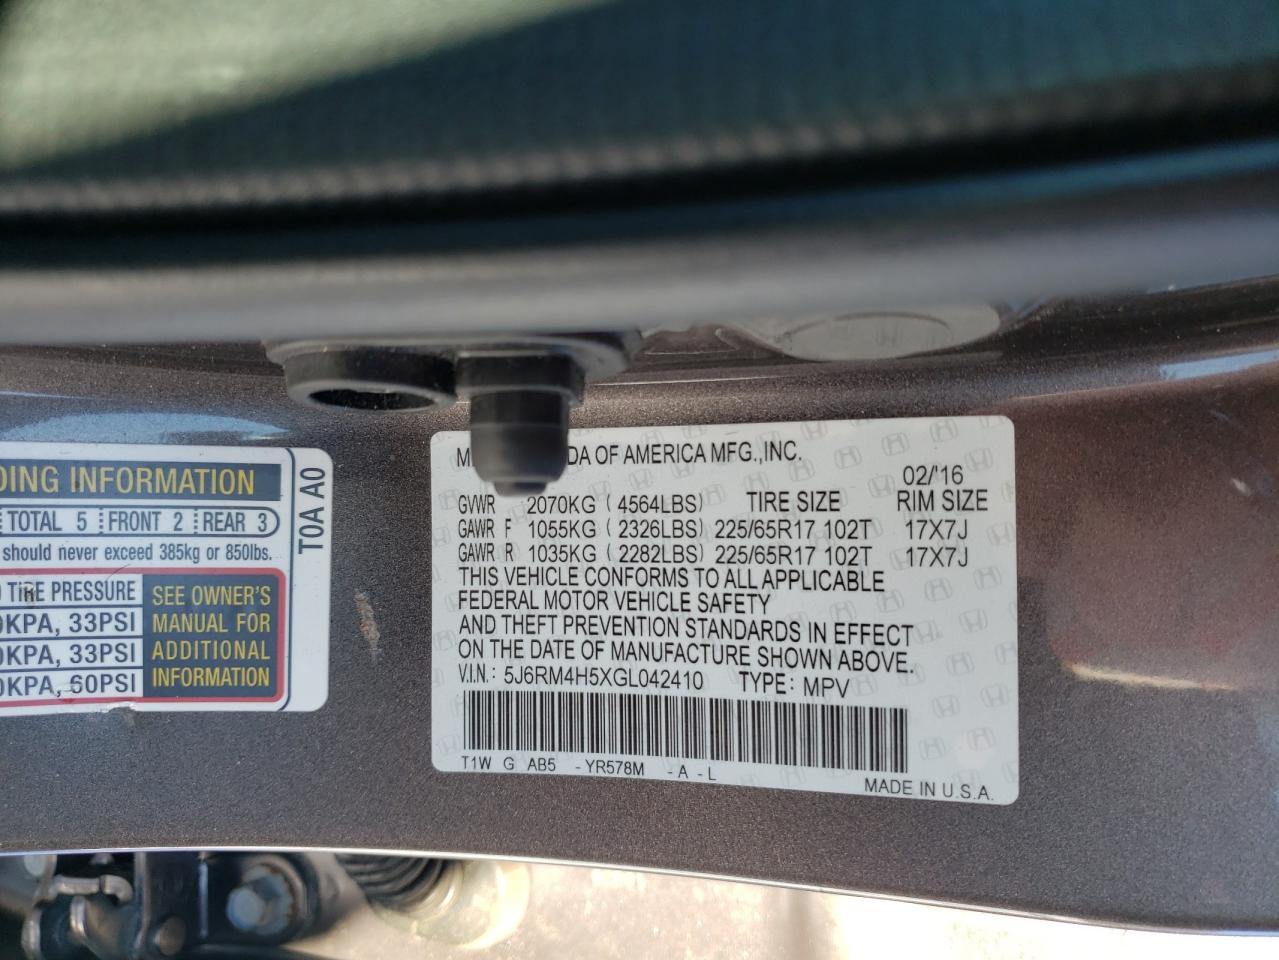 DING INFORMATION
TOTAL 5 FRONT 2 REAR 3
should never exceed 385kg or 850lbs.
TIRE PRESSURE
0KPA, 33PSI
0KPA, 33PSI
0KPA, 60PSI
SEE OWNER'S
MANUAL FOR
ADDITIONAL
INFORMATION
T0A A0
DA OF AMERICA MFG., INC.
02/'16
GVWR 2070KG (4564LBS) TIRE SIZE RIM SIZE
GAWR F 1055KG (2326LBS) 225/65R17 102T 17X7J
GAWR R 1035KG (2282LBS) 225/65R17 102T 17X7J
THIS VEHICLE CONFORMS TO ALL APPLICABLE
FEDERAL MOTOR VEHICLE SAFETY
AND THEFT PREVENTION STANDARDS IN EFFECT
ON THE DATE OF MANUFACTURE SHOWN ABOVE.
V.I.N.: 5J6RM4H5XGL042410 TYPE: MPV
T1W G AB5 -YR578M -A-L
MADE IN U.S.A.